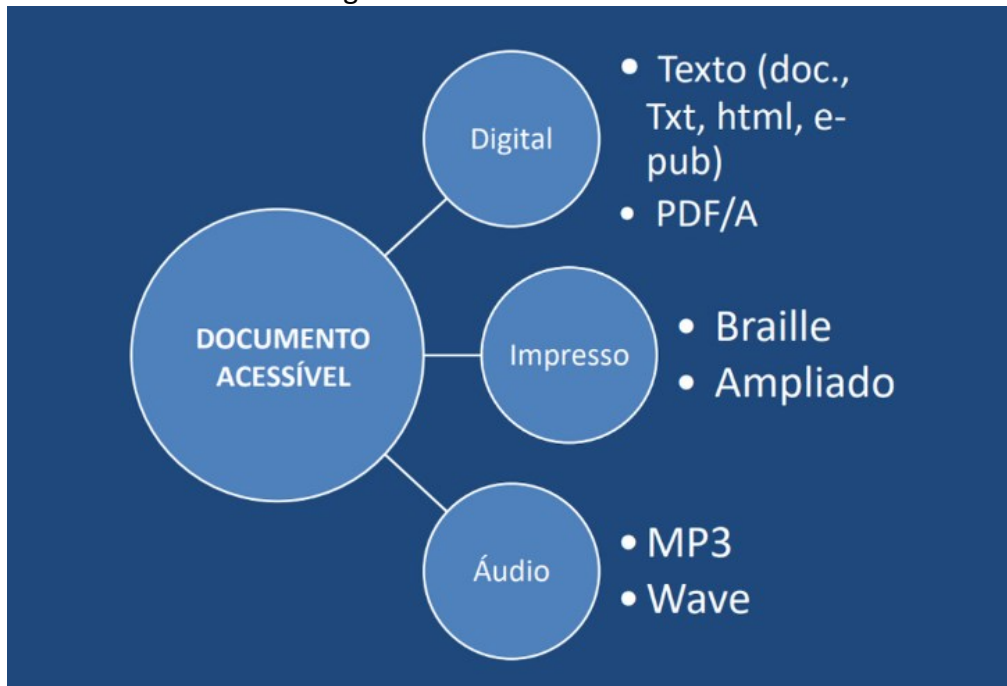 DOCUMENTO
ACESSÍVEL
Digital
• Texto (doc.,
Txt, html, e-
pub)
• PDF/A
Impresso
• Braille
• Ampliado
Áudio
• MP3
• Wave